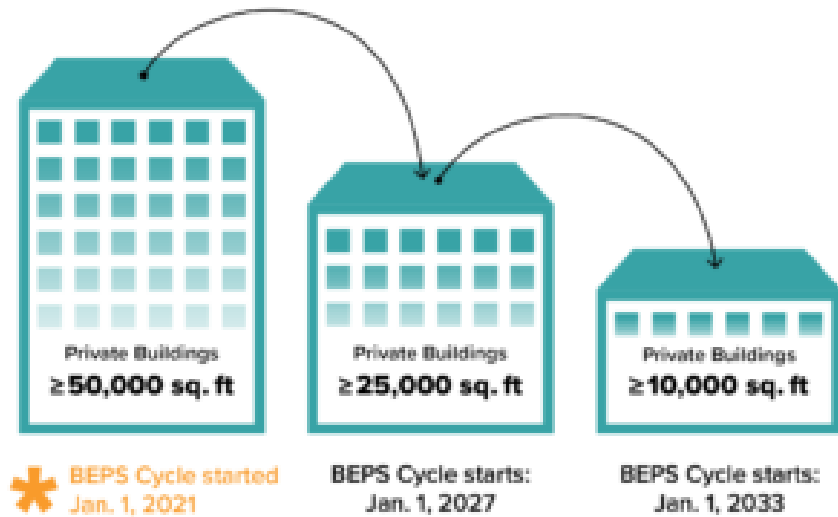 Private Buildings
≥50,000 sq. ft
Private Buildings
≥25,000 sq. ft
Private Buildings
≥10,000 sq. ft
* BEPS Cycle started
Jan. 1, 2021
BEPS Cycle starts:
Jan. 1, 2027
BEPS Cycle starts:
Jan. 1, 2033